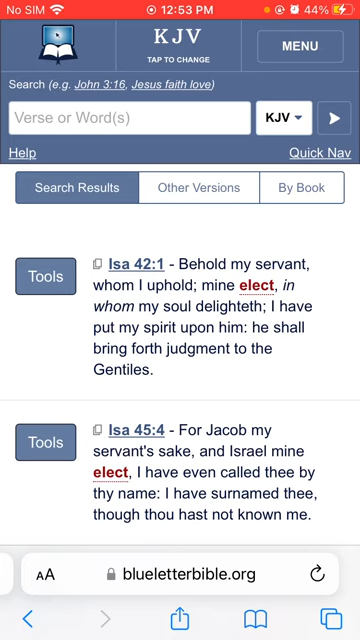 No SIM 12:53 PM 44%
KJV
TAP TO CHANGE
MENU
Search (e.g. John 3:16, Jesus faith love)
Verse or Word(s)
KJV
Help
Quick Nav
Search Results
Other Versions
By Book
Tools
Isa 42:1 - Behold my servant,
whom I uphold; mine elect, in
whom my soul delighteth; I have
put my spirit upon him: he shall
bring forth judgment to the
Gentiles.
Tools
Isa 45:4 - For Jacob my
servant's sake, and Israel mine
elect, I have even called thee by
thy name: I have surnamed thee,
though thou hast not known me.
AA blueletterbible.org